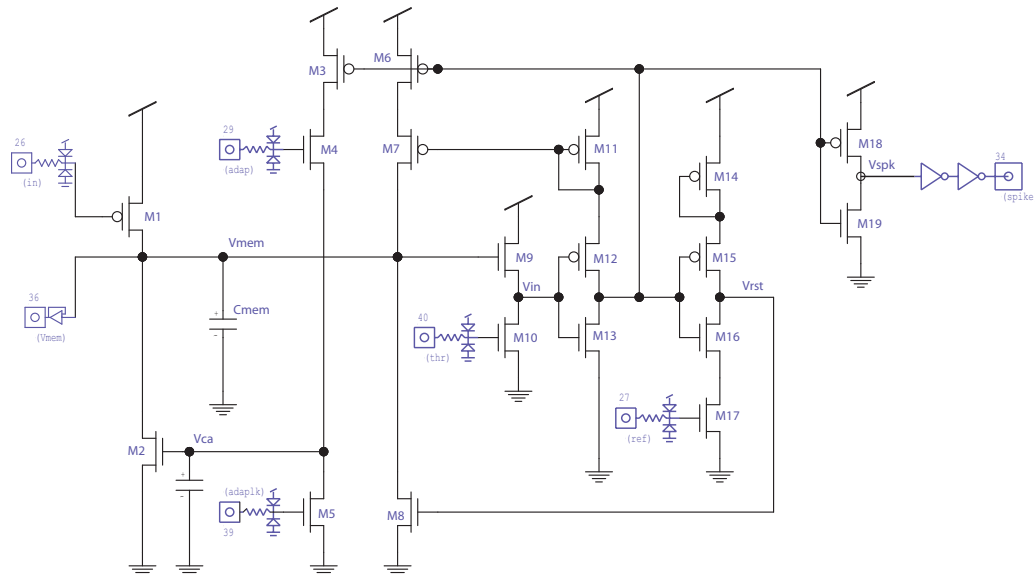 M3
M6
26
29
(in)
(adap)
M4
M7
M11
M14
M18
Vspk
34
(spike
M19
M1
Vmem
M9
M12
M15
36
(Vmem)
Cmem
+
-
Vin
Vrst
40
(thr)
M10
M13
M16
27
(ref)
M17
M2
Vca
+
-
(adaplk)
39
M5
M8